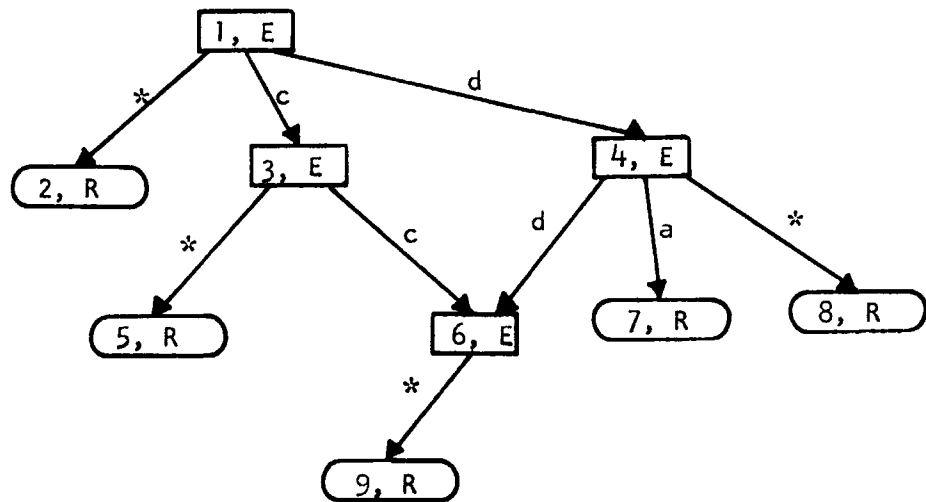 1, E
*
c
d
2, R
3, E
4, E
*
c
d
a
*
5, R
6, E
7, R
8, R
*
9, R